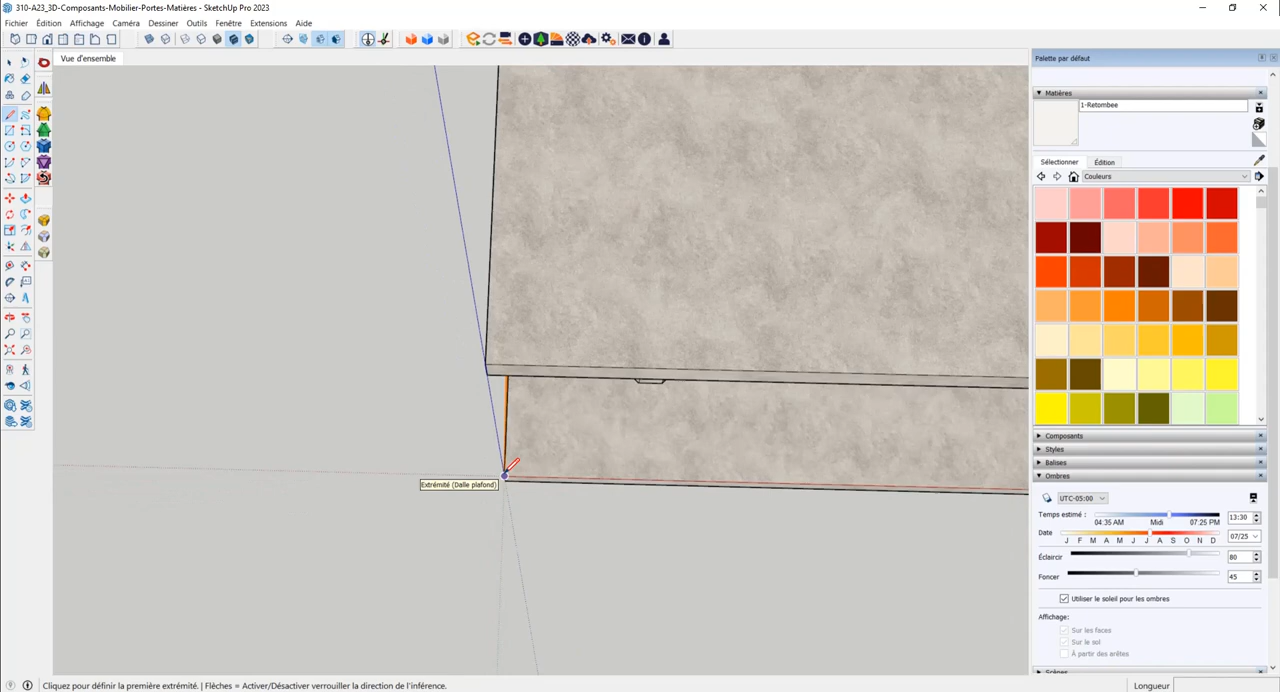 310-A23_3D-Composants-Mobilier-Portes-Matières - SketchUp Pro 2023
Fichier Édition Affichage Caméra Dessiner Outils Fenêtre Extensions Aide
Vue d'ensemble
Palette par défaut
Matières
1-Retombee
Sélectionner Édition
Couleurs
Extrémité (Dalle plafond)
Composants
Styles
Balises
Ombres
UTC-05:00
Temps estimé : 13:30
04:35 AM Midi 07:25 PM
Date 07/25
J F M A M J J A S O N D
Éclaircir 80
Foncer 45
Utiliser le soleil pour les ombres
Affichage:
Sur les faces
Sur le sol
À partir des arêtes
Scènes
Cliquez pour définir la première extrémité. | Flèches = Activer/Désactiver verrouiller la direction de l'inférence.
Longueur